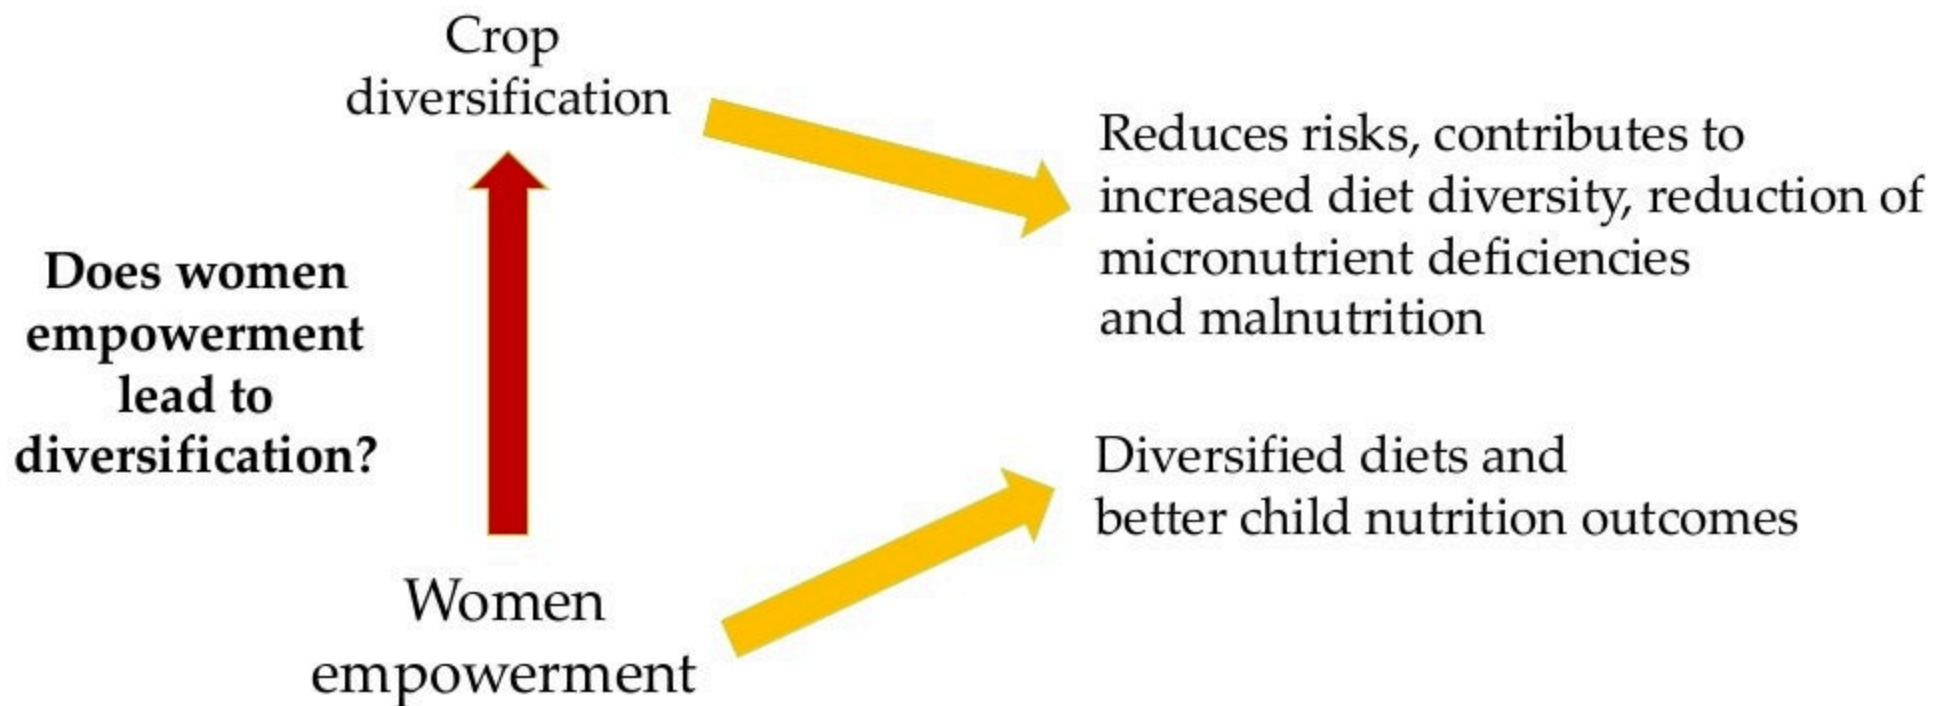 Crop
diversification
Reduces risks, contributes to
increased diet diversity, reduction of
micronutrient deficiencies
and malnutrition
Does women
empowerment
lead to
diversification?
Diversified diets and
better child nutrition outcomes
Women
empowerment